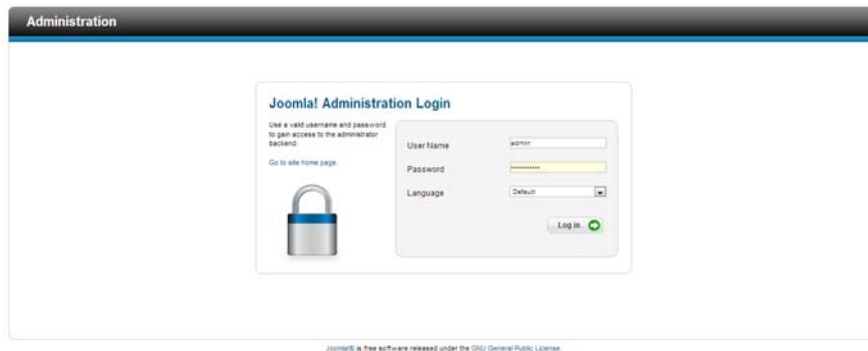 Administration
Joomla! Administration Login
Use a valid username and password
to gain access to the administrator
backend.
Go to site home page.
User Name
admin
Password
Language
Default
Log in
Joomla!® is free software released under the GNU General Public License.